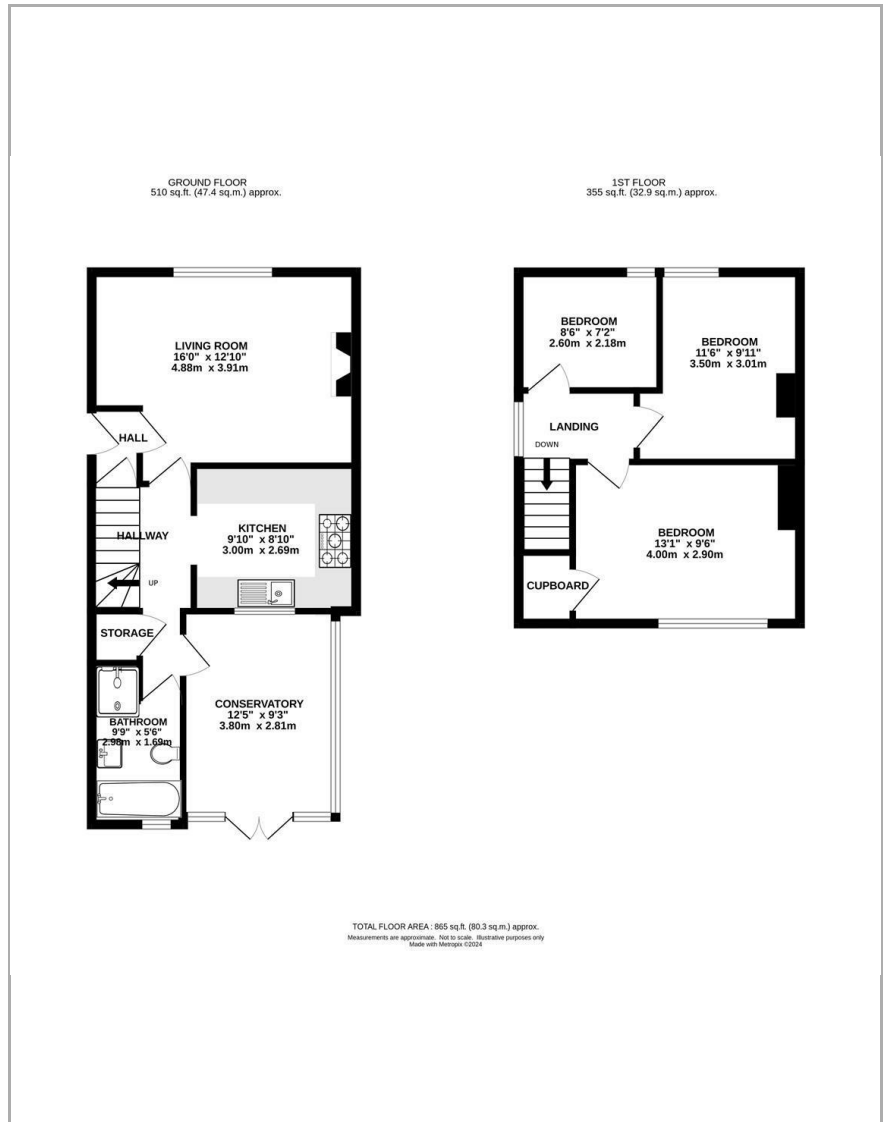 GROUND FLOOR
510 sq.ft. (47.4 sq.m.) approx.
LIVING ROOM
16'0" x 12'10"
4.88m x 3.91m
HALL
HALLWAY
KITCHEN
9'10" x 8'10"
3.00m x 2.69m
UP
STORAGE
CONSERVATORY
12'5" x 9'3"
3.80m x 2.81m
BATHROOM
9'9" x 5'6"
2.98m x 1.69m
1ST FLOOR
355 sq.ft. (32.9 sq.m.) approx.
BEDROOM
8'6" x 7'2"
2.60m x 2.18m
BEDROOM
11'6" x 9'11"
3.50m x 3.01m
LANDING
DOWN
BEDROOM
13'1" x 9'6"
4.00m x 2.90m
CUPBOARD
TOTAL FLOOR AREA : 865 sq.ft. (80.3 sq.m.) approx.
Measurements are approximate. Not to scale. Illustrative purposes only
Made with Metropix ©2024